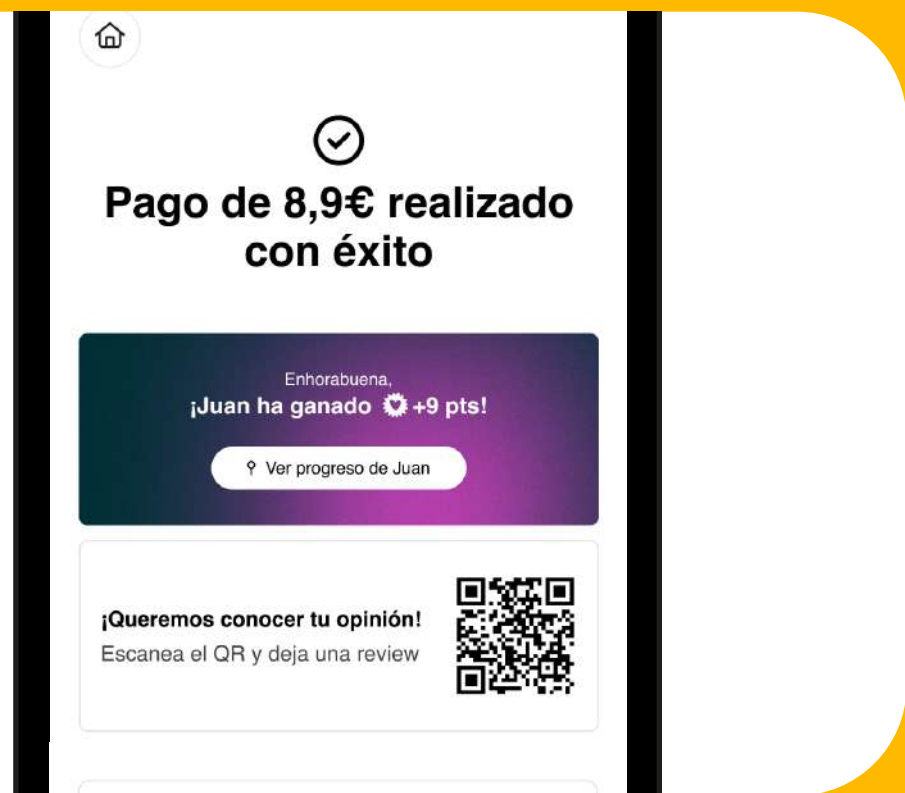 Pago de 8,9€ realizado
con éxito
Enhorabuena,
¡Juan ha ganado +9 pts!
Ver progreso de Juan
¡Queremos conocer tu opinión!
Escanea el QR y deja una review